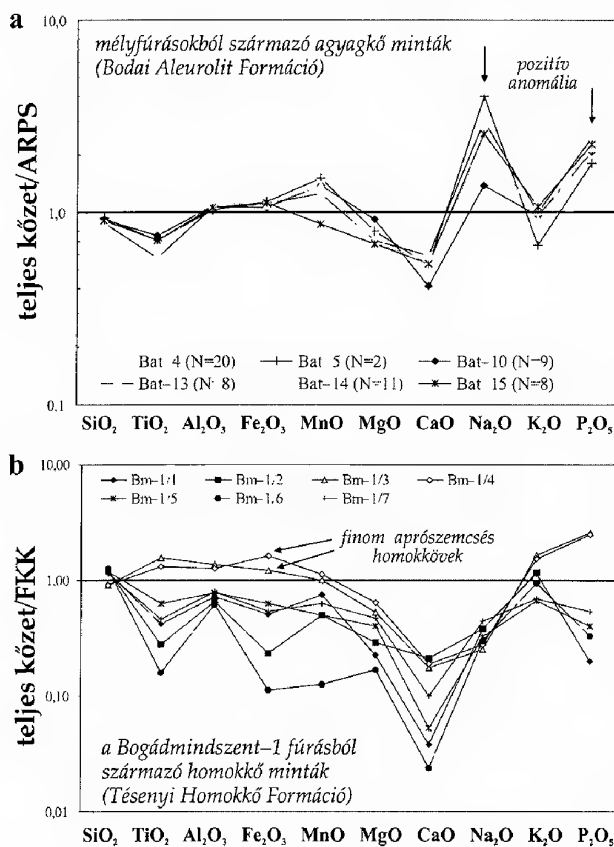 a
10,0
mélyfúrásokból származó agyagkő minták
(Bodai Aleurolit Formáció)
pozitív
anomália
teljes kőzet/ARPS
1,0
Bat 4 (N=20)
Bat 5 (N=2)
Bat-10 (N=9)
Bat-13 (N 8)
Bat-14 (N=11)
Bat 15 (N=8)
0.1
SiO₂ TiO₂ Al₂O₃ Fe₂O₃ MnO MgO CaO Na₂O K₂O P₂O₅
b
10,00
Bm-1/1
Bm-1/2
Bm-1/3
Bm-1/4
Bm-1/5
Bm-1.6
Bm-1/7
finom aprószemcsés
homokkövek
teljes kőzet/FKK
1.00
0,10
a Bogádmindszent–1 fúrásból
származó homokkő minták
(Tésenyi Homokkő Formáció)
0,01
SiO₂ TiO₂ Al₂O₃ Fe₂O₃ MnO MgO CaO Na₂O K₂O P₂O₅